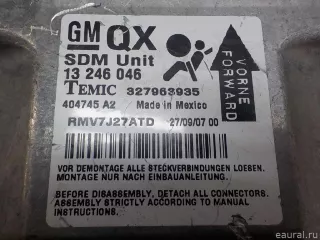 GM QX
SDM Unit
13 246 046
TEMIC 327963935
404745 A2 Made in Mexico
RMV7J27ATD 27/09/07 00
VORNE
FORWARD
VOR DEMONTAGE ALLE STECKVERBINDUNGEN LOESEN.
MONTAGE NUR NACH EINBAUANLEITUNG.
BEFORE DISASSEMBLY, DETACH ALL CONNECTORS.
ASSEMBLY STRICTLY ACCORDING TO MANUAL
INSTRUCTIONS.
eaural.ru